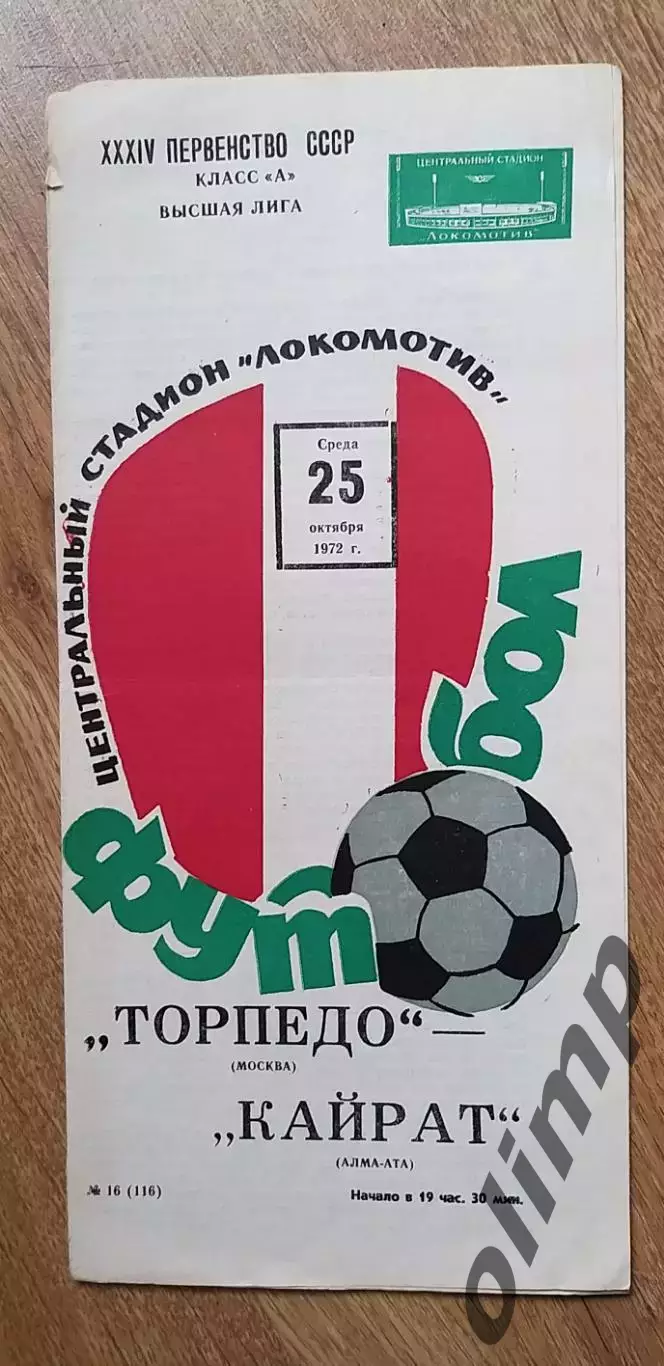 XXXIV ПЕРВЕНСТВО СССР
КЛАСС «А»
ВЫСШАЯ ЛИГА
ЦЕНТРАЛЬНЫЙ СТАДИОН
„ЛОКОМОТИВ"
ЦЕНТРАЛЬНЫЙ СТАДИОН „ЛОКОМОТИВ"
Среда
25
октября
1972 г.
футбол
„ТОРПЕДО“ —
(МОСКВА)
„КАЙРАТ“
(АЛМА-АТА)
№ 16 (116)
Начало в 19 час. 30 мин.
olimp